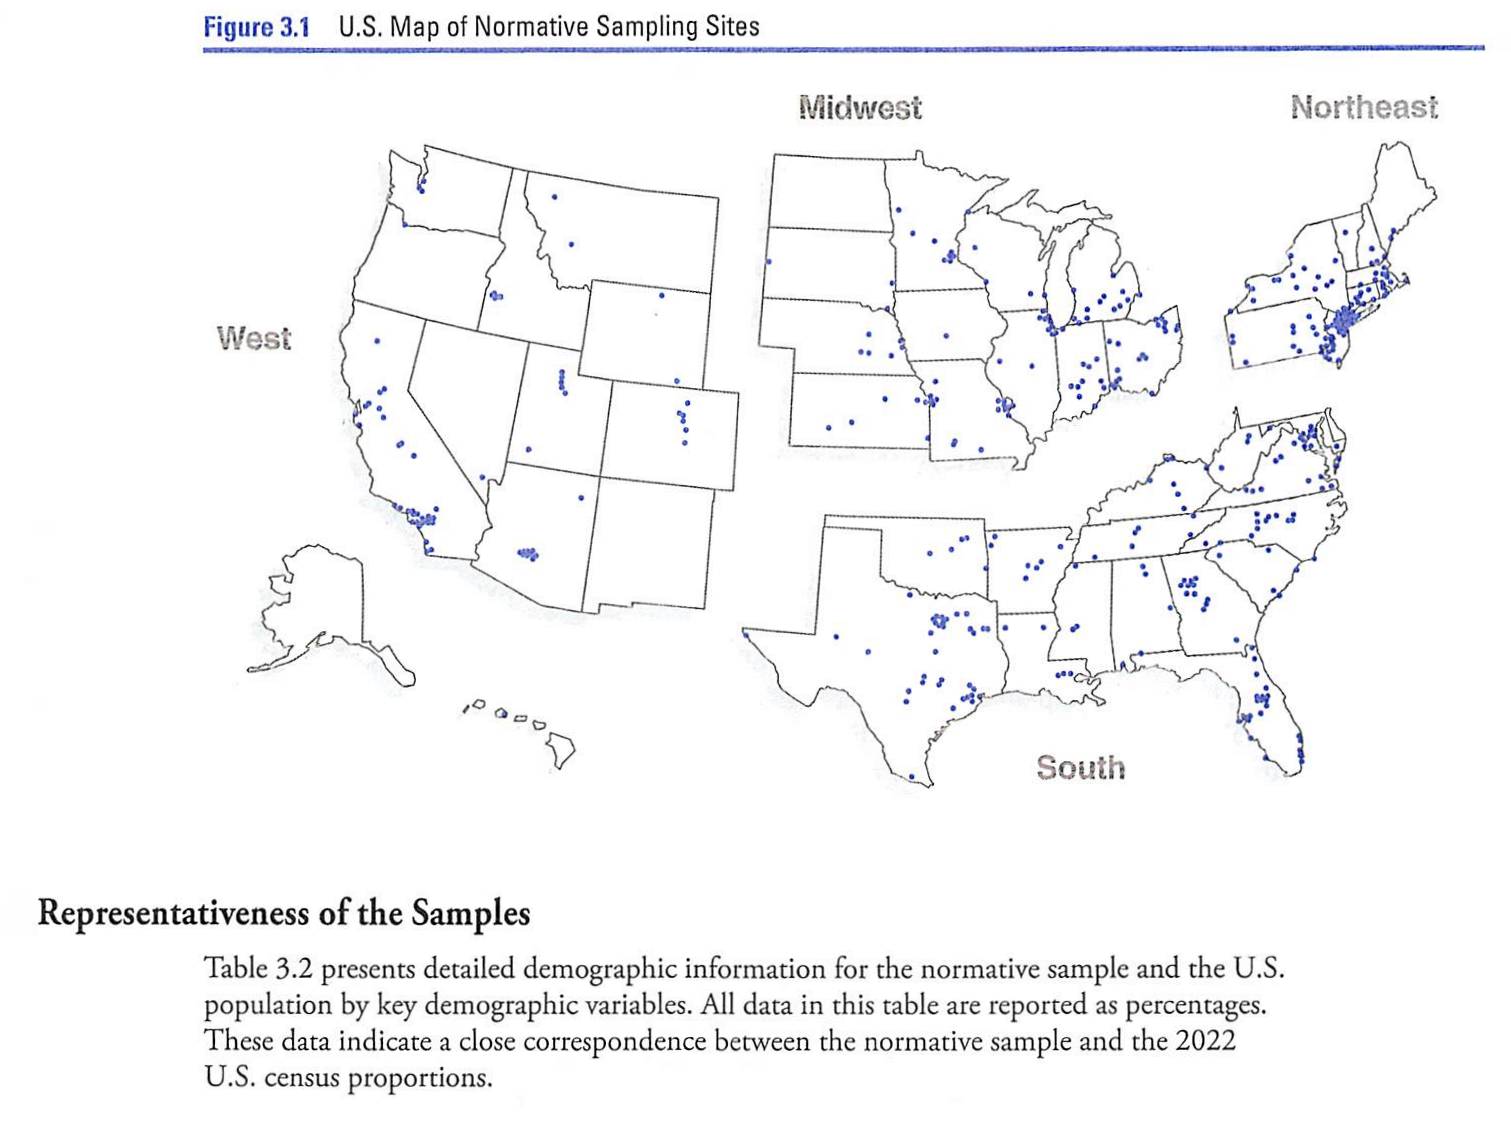 Figure 3.1 U.S. Map of Normative Sampling Sites
Midwest
Northeast
West
South
Representativeness of the Samples
Table 3.2 presents detailed demographic information for the normative sample and the U.S.
population by key demographic variables. All data in this table are reported as percentages.
These data indicate a close correspondence between the normative sample and the 2022
U.S. census proportions.